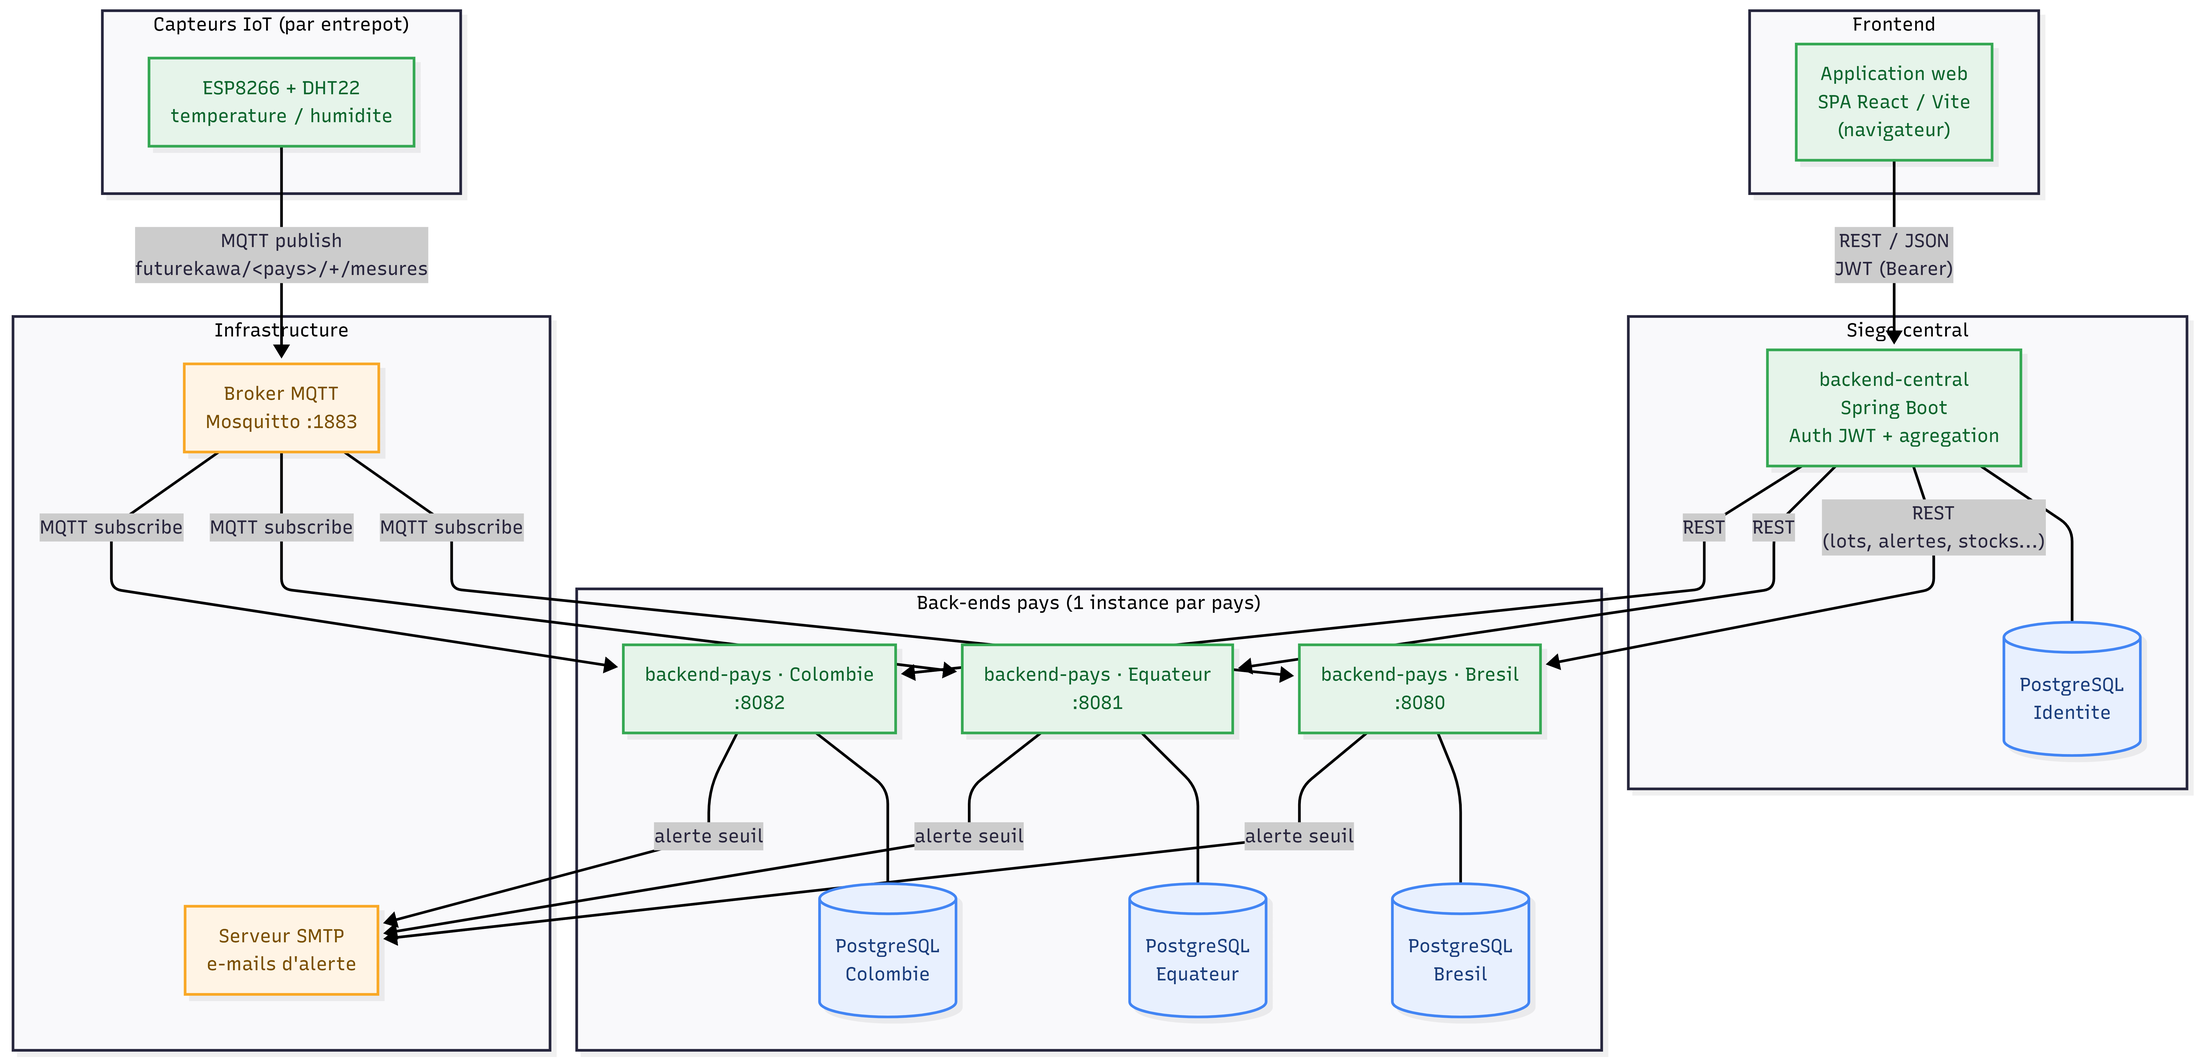 Capteurs IoT (par entrepot)
ESP8266 + DHT22
temperature / humidite
Frontend
Application web
SPA React / Vite
(navigateur)
MQTT publish
futurekawa/<pays>/+/mesures
REST / JSON
JWT (Bearer)
Infrastructure
Broker MQTT
Mosquitto :1883
Siege central
backend-central
Spring Boot
Auth JWT + agregation
MQTT subscribe
MQTT subscribe
MQTT subscribe
REST
REST
REST
(lots, alertes, stocks...)
Back-ends pays (1 instance par pays)
backend-pays · Colombie
:8082
backend-pays · Equateur
:8081
backend-pays · Bresil
:8080
PostgreSQL
Identite
alerte seuil
alerte seuil
alerte seuil
Serveur SMTP
e-mails d'alerte
PostgreSQL
Colombie
PostgreSQL
Equateur
PostgreSQL
Bresil